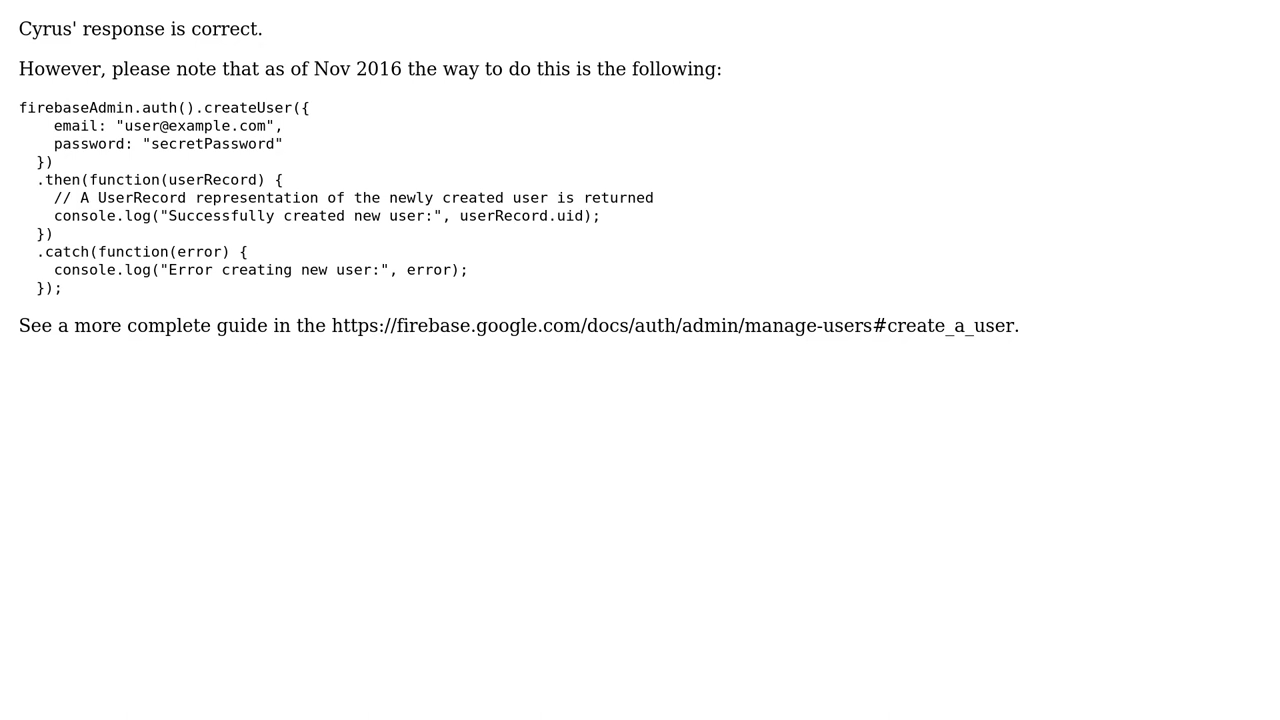 Cyrus' response is correct.
However, please note that as of Nov 2016 the way to do this is the following:
firebaseAdmin.auth().createUser({
    email: "user@example.com",
    password: "secretPassword"
  })
  .then(function(userRecord) {
    // A UserRecord representation of the newly created user is returned
    console.log("Successfully created new user:", userRecord.uid);
  })
  .catch(function(error) {
    console.log("Error creating new user:", error);
  });
See a more complete guide in the https://firebase.google.com/docs/auth/admin/manage-users#create_a_user.